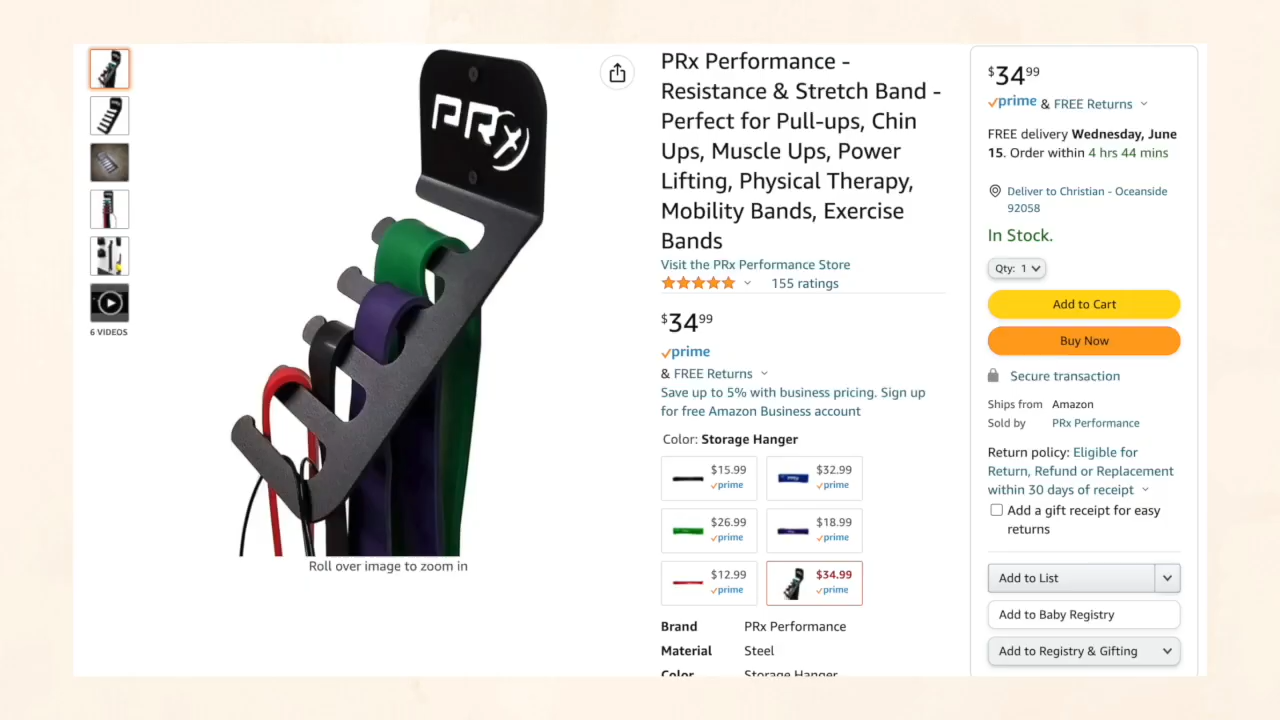 PRx
6 VIDEOS
Roll over image to zoom in
PRx Performance -
Resistance & Stretch Band -
Perfect for Pull-ups, Chin
Ups, Muscle Ups, Power
Lifting, Physical Therapy,
Mobility Bands, Exercise
Bands
Visit the PRx Performance Store
155 ratings
$34 99
prime
& FREE Returns
Save up to 5% with business pricing. Sign up
for free Amazon Business account
Color: Storage Hanger
$15.99
prime
$32.99
prime
$26.99
prime
$18.99
prime
$12.99
prime
$34.99
prime
Brand PRx Performance
Material Steel
Color Storage Hanger
$34 99
prime & FREE Returns
FREE delivery Wednesday, June
15. Order within 4 hrs 44 mins
Deliver to Christian - Oceanside
92058
In Stock.
Qty: 1
Add to Cart
Buy Now
Secure transaction
Ships from Amazon
Sold by PRx Performance
Return policy: Eligible for
Return, Refund or Replacement
within 30 days of receipt
Add a gift receipt for easy
returns
Add to List
Add to Baby Registry
Add to Registry & Gifting